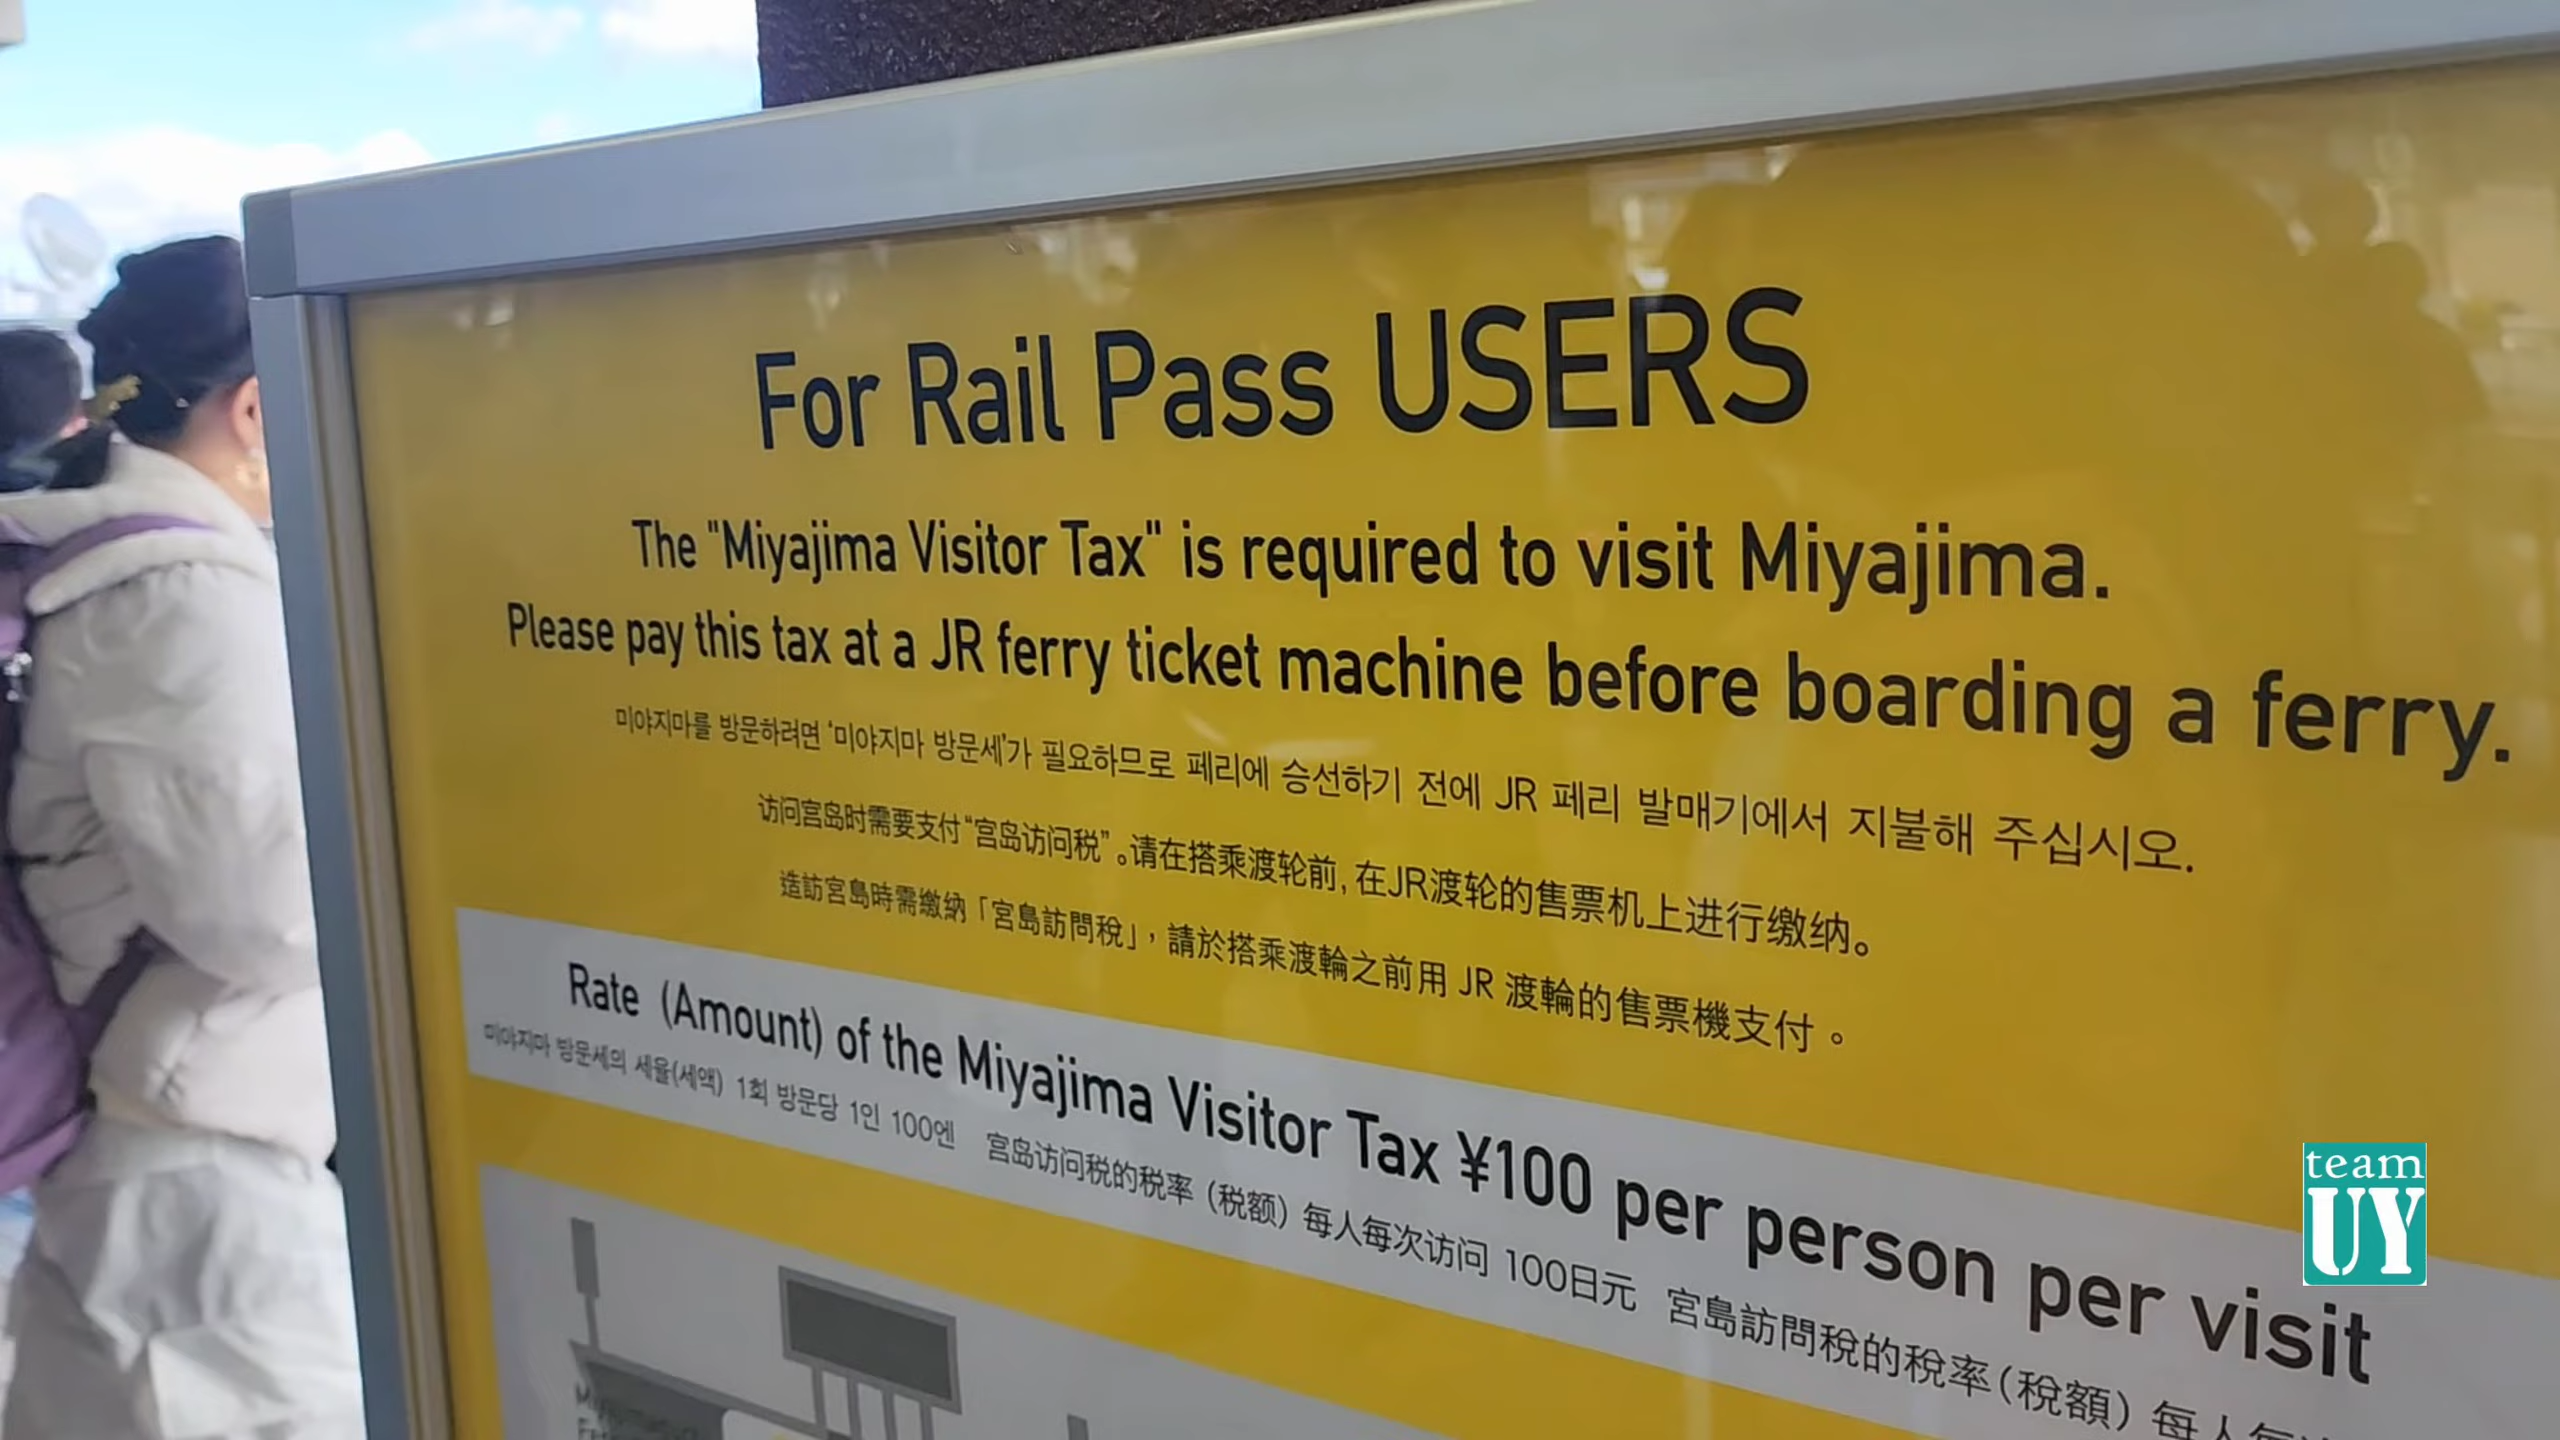 For Rail Pass USERS
The "Miyajima Visitor Tax" is required to visit Miyajima.
Please pay this tax at a JR ferry ticket machine before boarding a ferry.
미야지마를 방문하려면 '미야지마 방문세'가 필요하므로 페리에 승선하기 전에 JR 페리 발매기에서 지불해 주십시오.
访问宫岛时需要支付“宫岛访问税”。请在搭乘渡轮前,在JR渡轮的售票机上进行缴纳。
造訪宮島時需繳納「宮島訪問稅」，請於搭乘渡輪之前用 JR 渡輪的售票機支付。
Rate (Amount) of the Miyajima Visitor Tax ¥100 per person per visit
미야지마 방문세의 세율(세액) 1회 방문당 1인 100엔 宫岛访问税的税率（税额）每人每次访问 100日元 宮島訪問稅的稅率（稅額）每人
team
UY